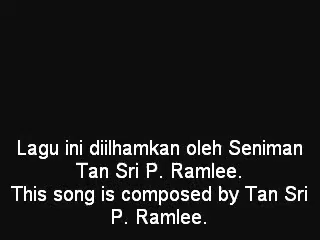 Lagu ini diilhamkan oleh Seniman
Tan Sri P. Ramlee.
This song is composed by Tan Sri
P. Ramlee.